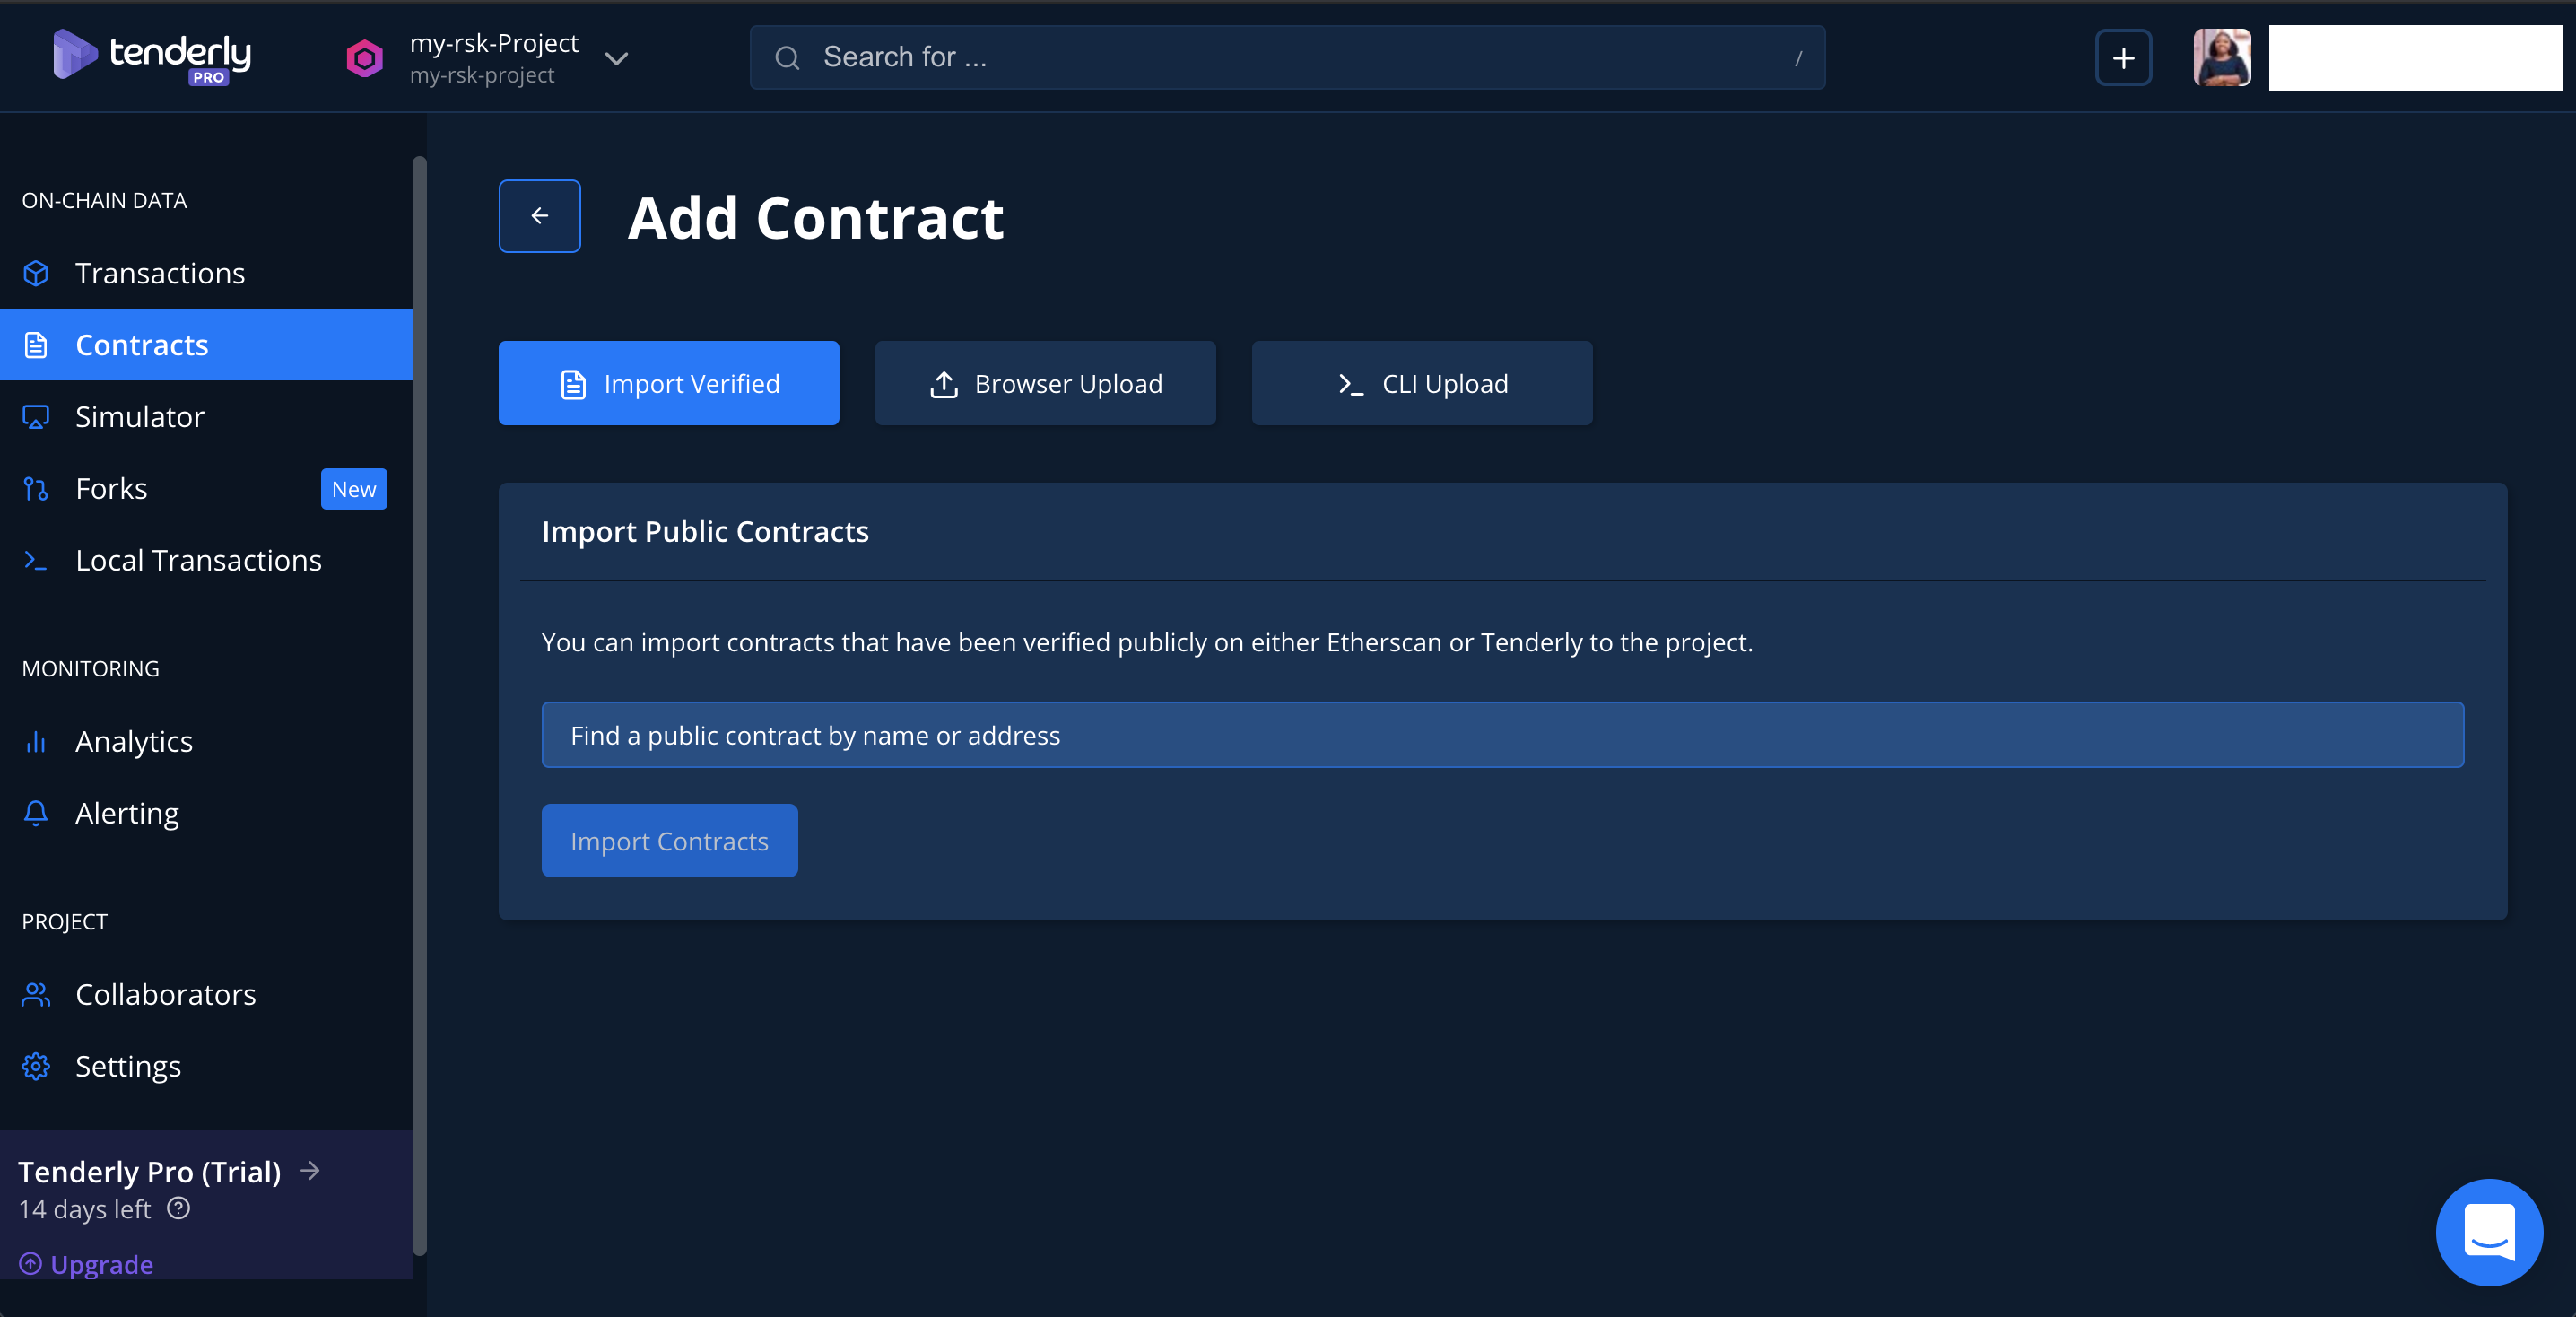 tenderly
PRO
my-rsk-Project
my-rsk-project
Search for ...
/
ON-CHAIN DATA
Transactions
Contracts
Simulator
Forks
New
Local Transactions
MONITORING
Analytics
Alerting
PROJECT
Collaborators
Settings
Tenderly Pro (Trial)
14 days left
Upgrade
Add Contract
Import Verified
Browser Upload
CLI Upload
Import Public Contracts
You can import contracts that have been verified publicly on either Etherscan or Tenderly to the project.
Find a public contract by name or address
Import Contracts